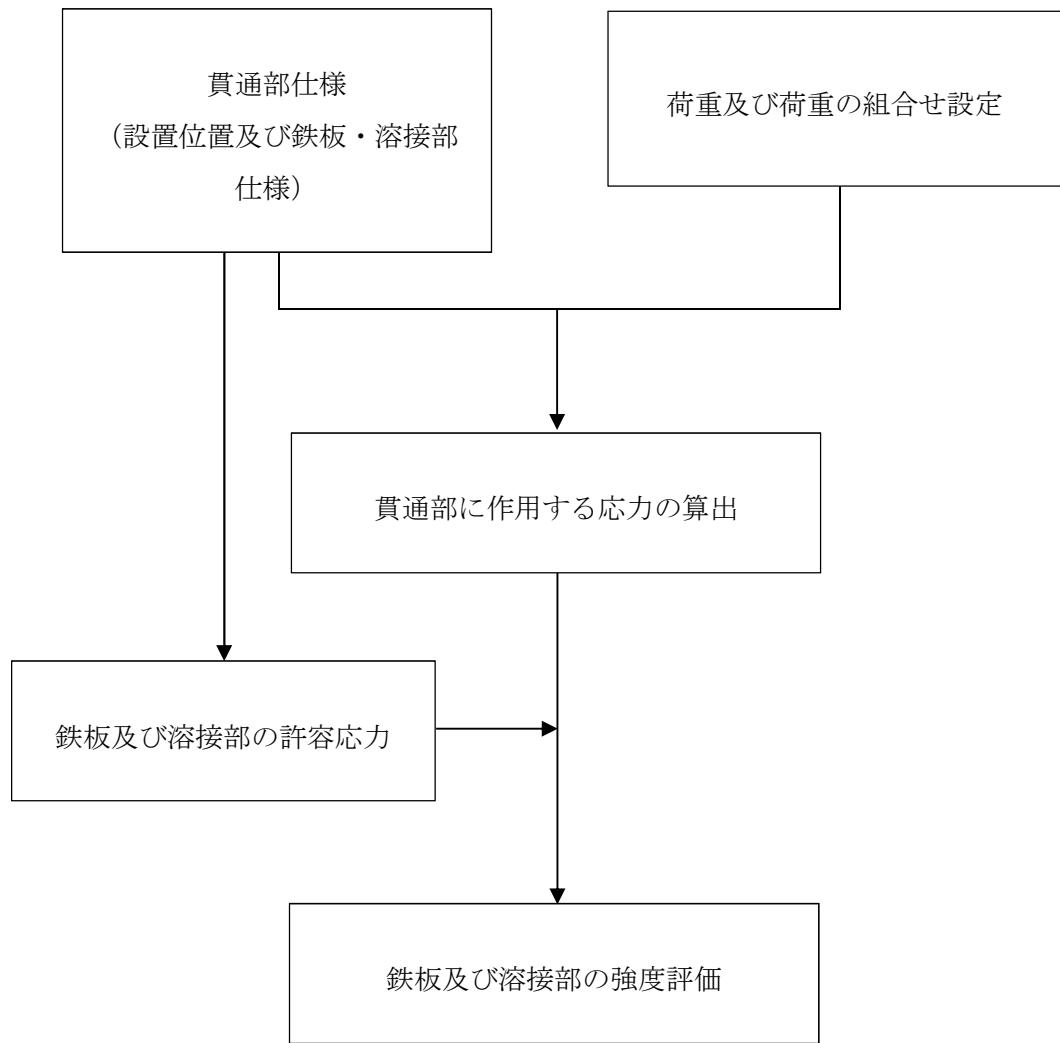 貫通部仕様
（設置位置及び鉄板・溶接部
仕様）
荷重及び荷重の組合せ設定
貫通部に作用する応力の算出
鉄板及び溶接部の許容応力
鉄板及び溶接部の強度評価